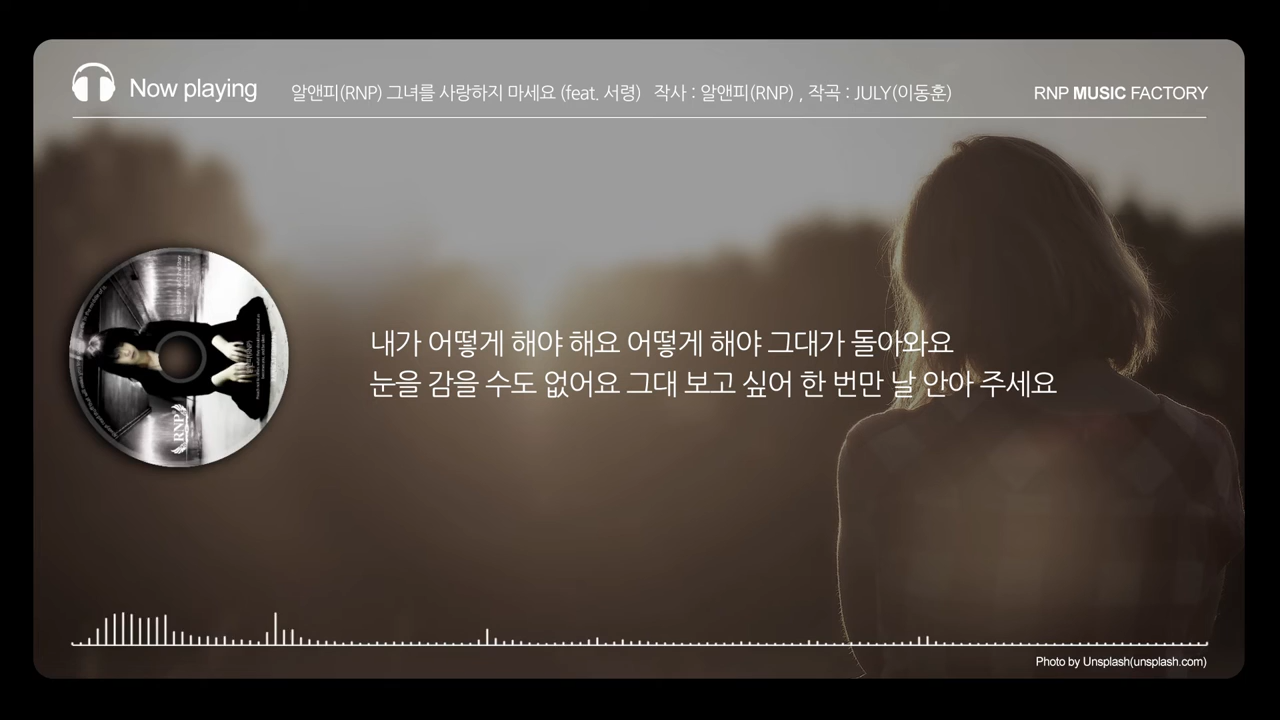 Now playing 알앤피(RNP) 그녀를 사랑하지 마세요 (feat. 서령) 작사 : 알앤피(RNP) , 작곡 : JULY(이동훈) RNP MUSIC FACTORY
내가 어떻게 해야 해요 어떻게 해야 그대가 돌아와요
눈을 감을 수도 없어요 그대 보고 싶어 한 번만 날 안아 주세요
RNP
Photo by Unsplash(unsplash.com)